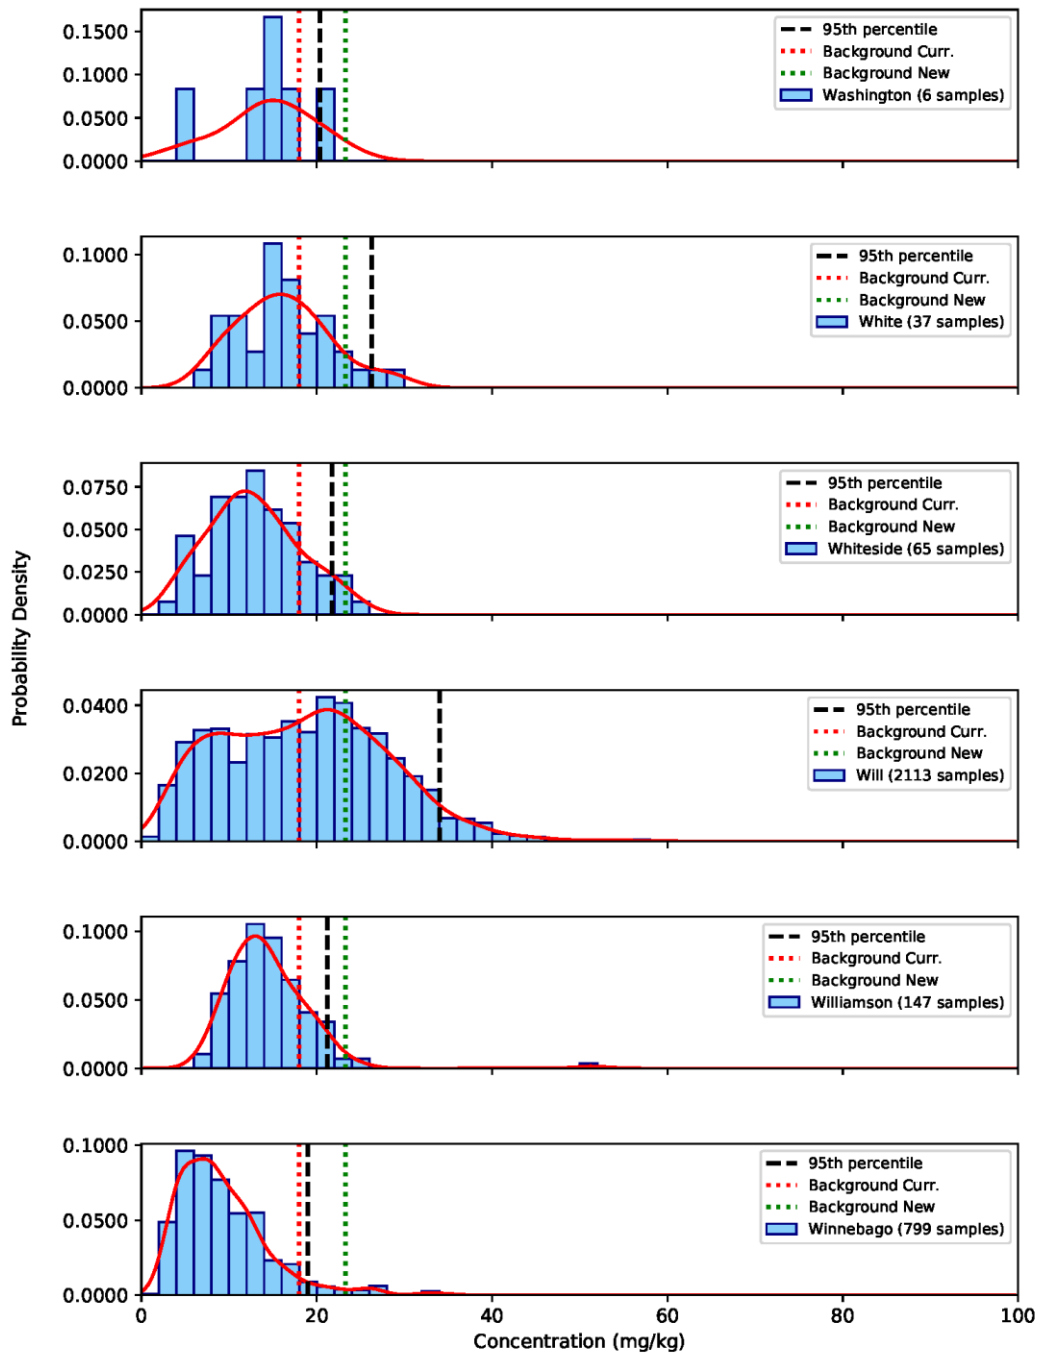 0.1500
0.1000
0.0500
0.0000
95th percentile
Background Curr.
Background New
Washington (6 samples)
0.1000
0.0500
0.0000
95th percentile
Background Curr.
Background New
White (37 samples)
0.0750
0.0500
0.0250
0.0000
95th percentile
Background Curr.
Background New
Whiteside (65 samples)
Probability Density
0.0400
0.0200
0.0000
95th percentile
Background Curr.
Background New
Will (2113 samples)
0.1000
0.0500
0.0000
95th percentile
Background Curr.
Background New
Williamson (147 samples)
0.1000
0.0500
0.0000
95th percentile
Background Curr.
Background New
Winnebago (799 samples)
0 20 40 60 80 100
Concentration (mg/kg)